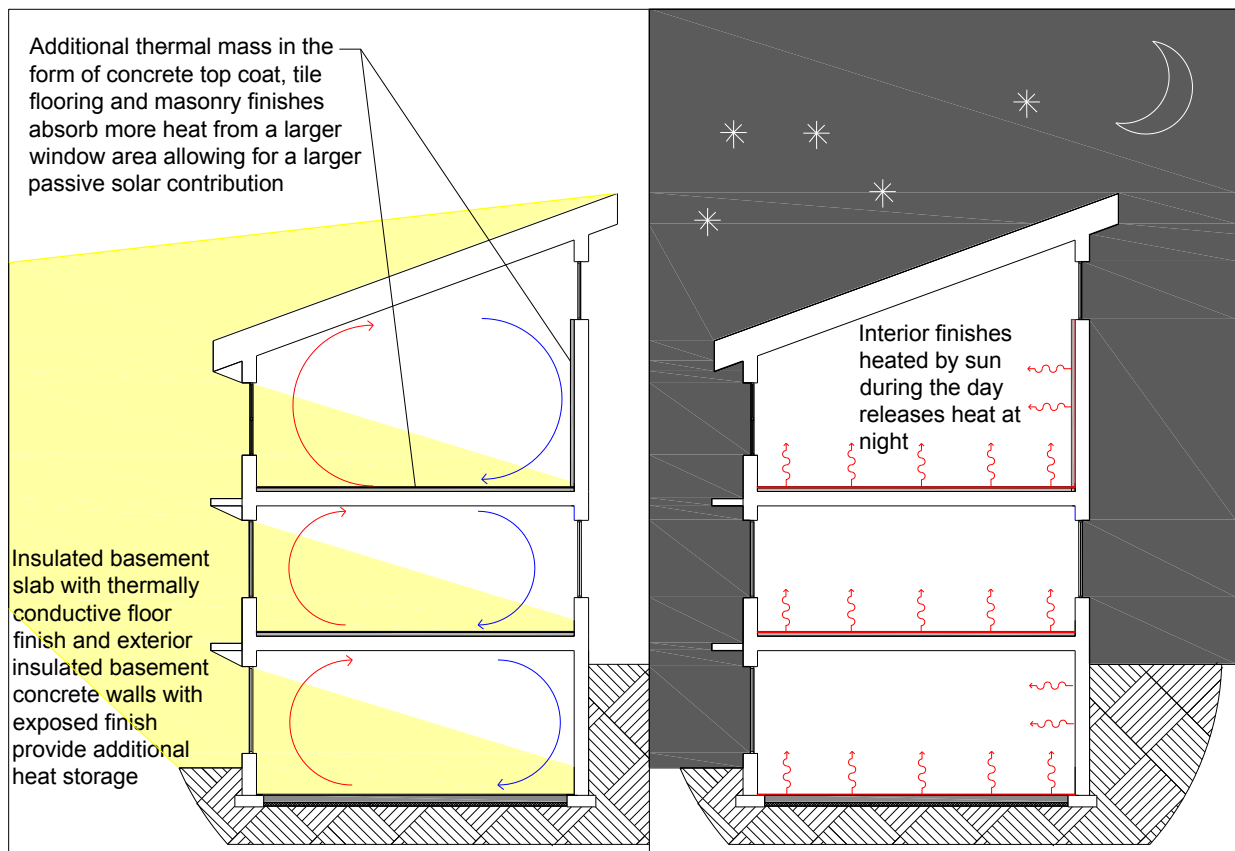 Additional thermal mass in the
form of concrete top coat, tile
flooring and masonry finishes
absorb more heat from a larger
window area allowing for a larger
passive solar contribution
Insulated basement
slab with thermally
conductive floor
finish and exterior
insulated basement
concrete walls with
exposed finish
provide additional
heat storage
Interior finishes
heated by sun
during the day
releases heat at
night